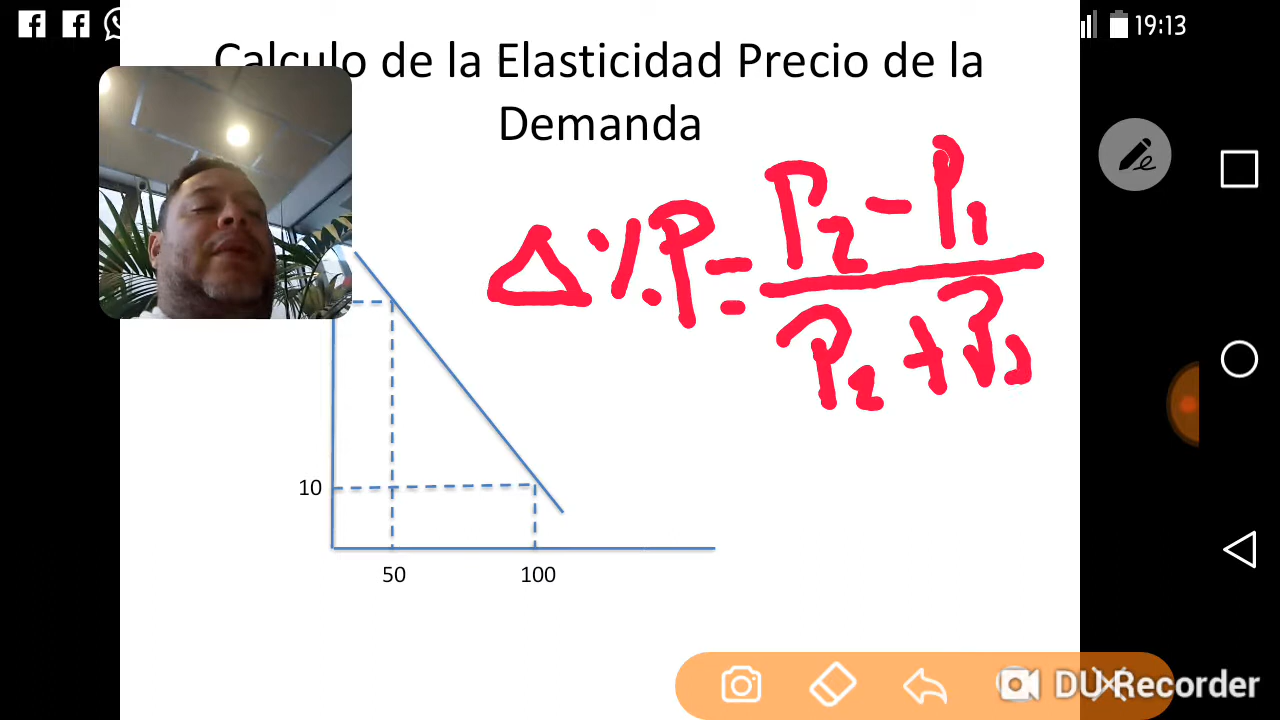 19:13
Calculo de la Elasticidad Precio de la
Demanda
Δ%P = P2 - P1
P2 + P1
10
50 100
DU Recorder